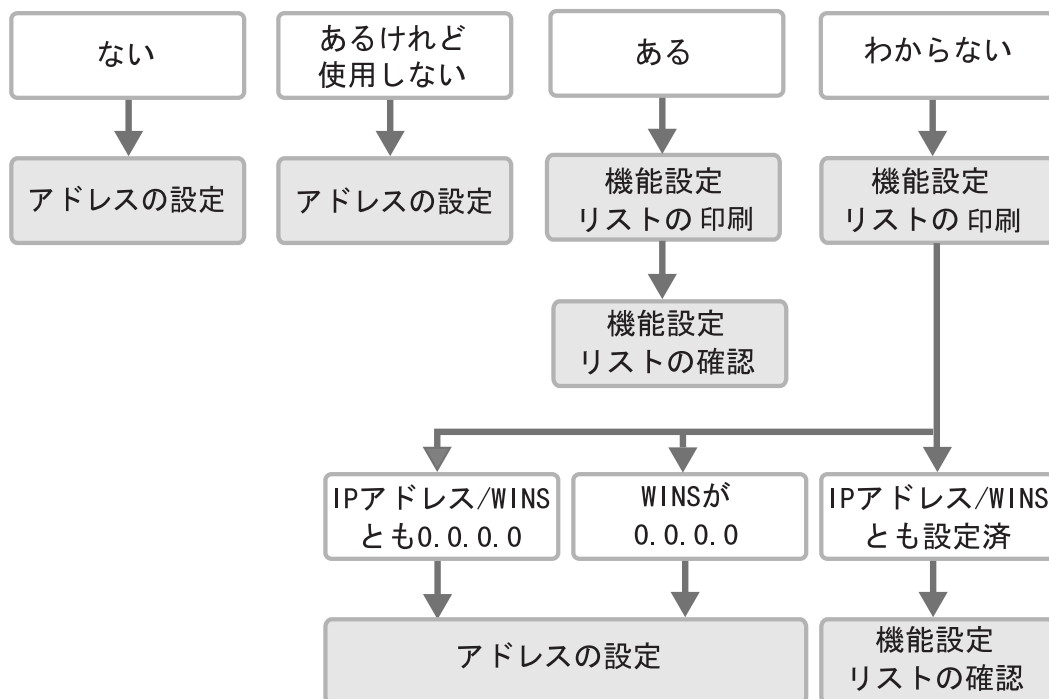 ない
あるけれど
使用しない
ある
わからない
アドレスの設定
アドレスの設定
機能設定
リストの印刷
機能設定
リストの印刷
機能設定
リストの確認
IPアドレス/WINS
とも0.0.0.0
WINSが
0.0.0.0
IPアドレス/WINS
とも設定済
アドレスの設定
機能設定
リストの確認